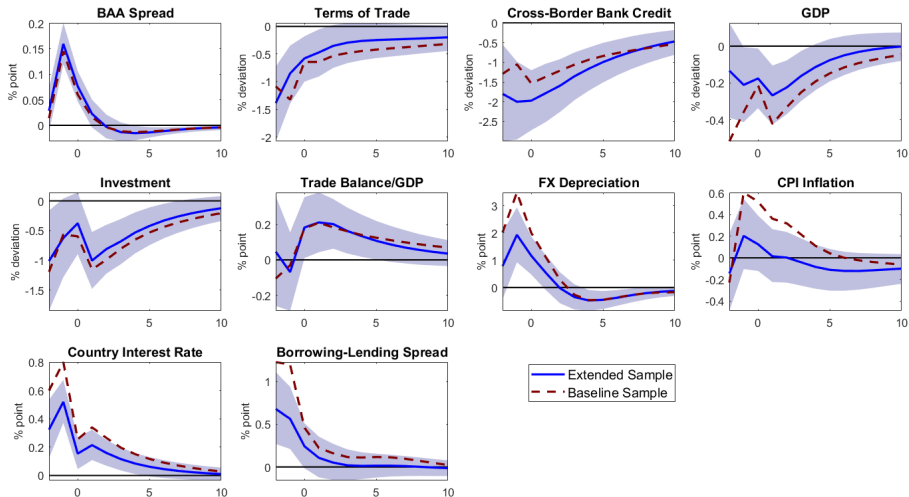 BAA Spread
Terms of Trade
Cross-Border Bank Credit
GDP
% point
0.2
0.15
0.1
0.05
0
0 5 10
% deviation
0
-0.5
-1
-1.5
-2
0 5 10
% deviation
-0.5
-1
-1.5
-2
-2.5
0 5 10
% deviation
0
-0.2
-0.4
0 5 10
Investment
Trade Balance/GDP
FX Depreciation
CPI Inflation
% deviation
0
-0.5
-1
-1.5
0 5 10
% point
0.2
0
-0.2
0 5 10
% point
3
2
1
0
0 5 10
% point
0.6
0.4
0.2
0
-0.2
-0.4
0 5 10
Country Interest Rate
Borrowing-Lending Spread
% point
0.8
0.6
0.4
0.2
0
0 5 10
% point
1
0.5
0
0 5 10
Extended Sample
Baseline Sample